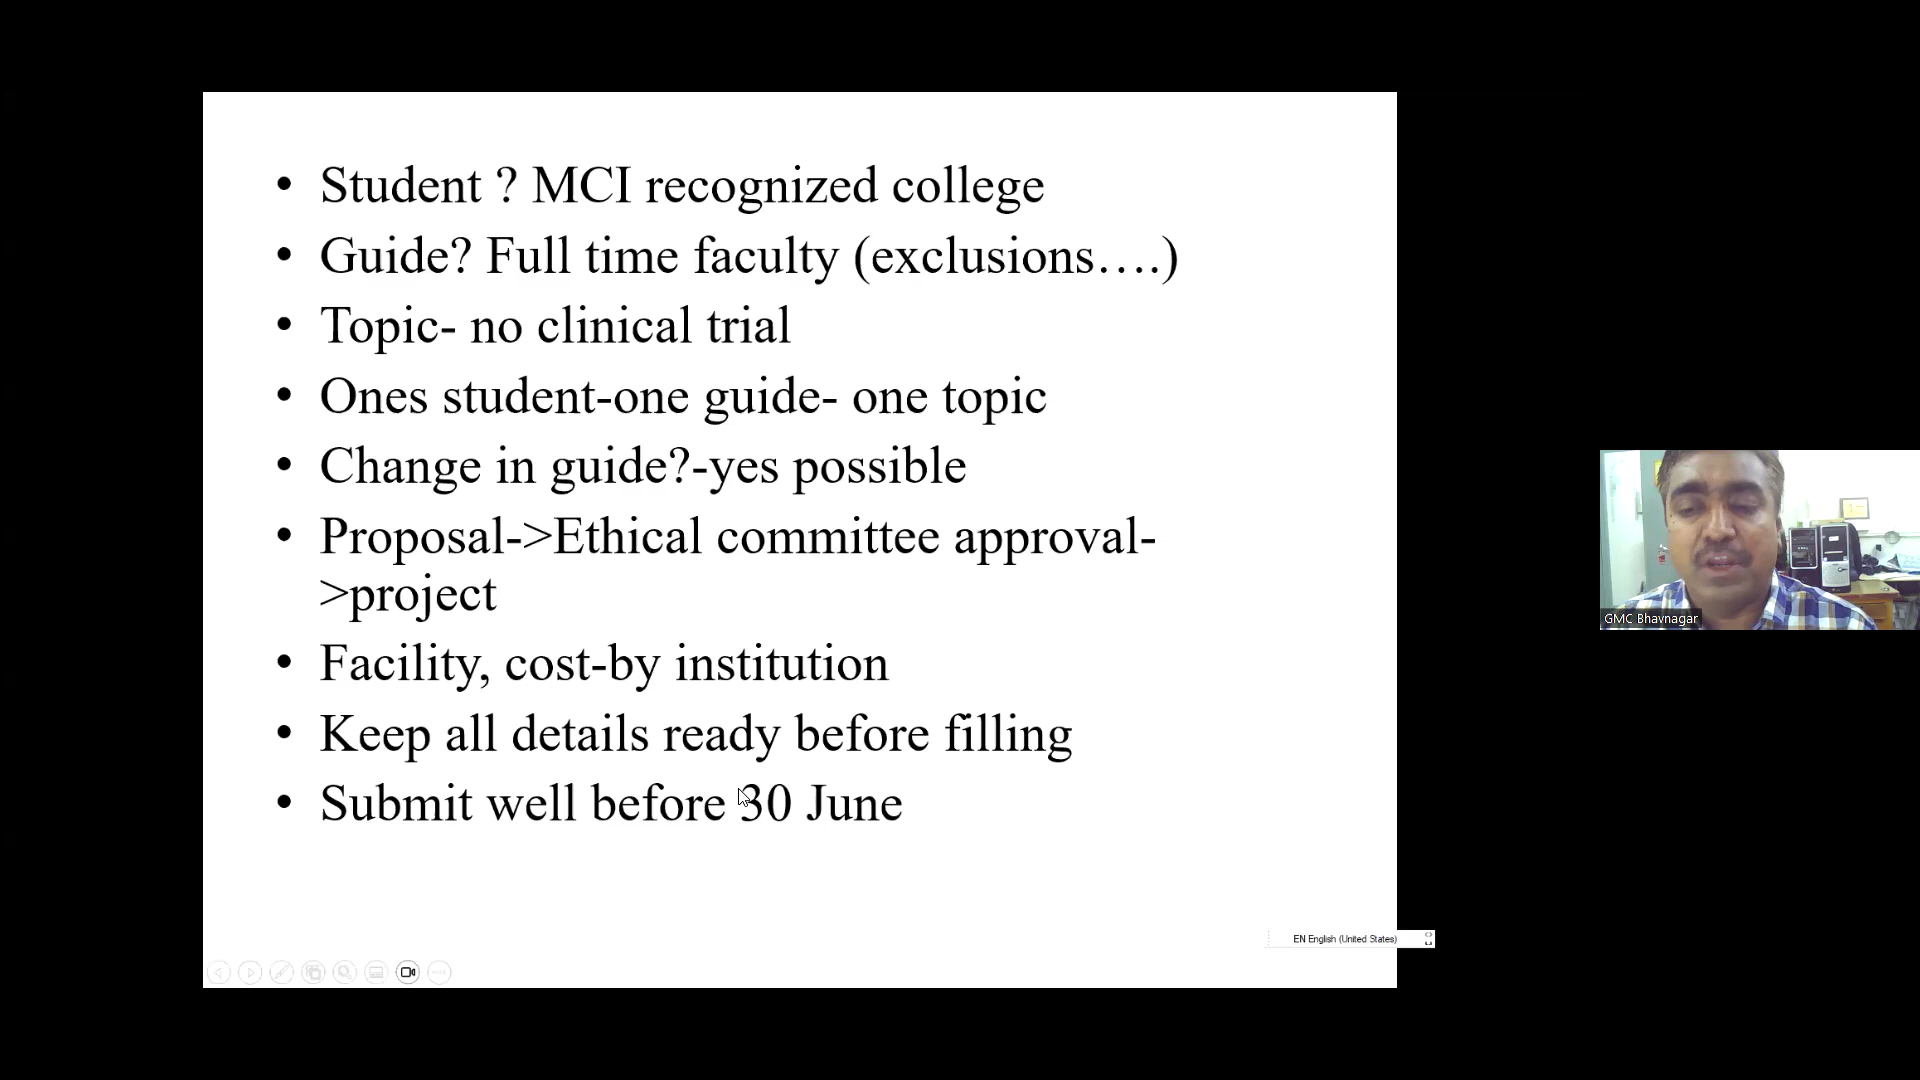 • Student ? MCI recognized college
• Guide? Full time faculty (exclusions….)
• Topic- no clinical trial
• Ones student-one guide- one topic
• Change in guide?-yes possible
• Proposal->Ethical committee approval-
>project
• Facility, cost-by institution
• Keep all details ready before filling
• Submit well before 30 June
GMC Bhavnagar
EN English (United States)